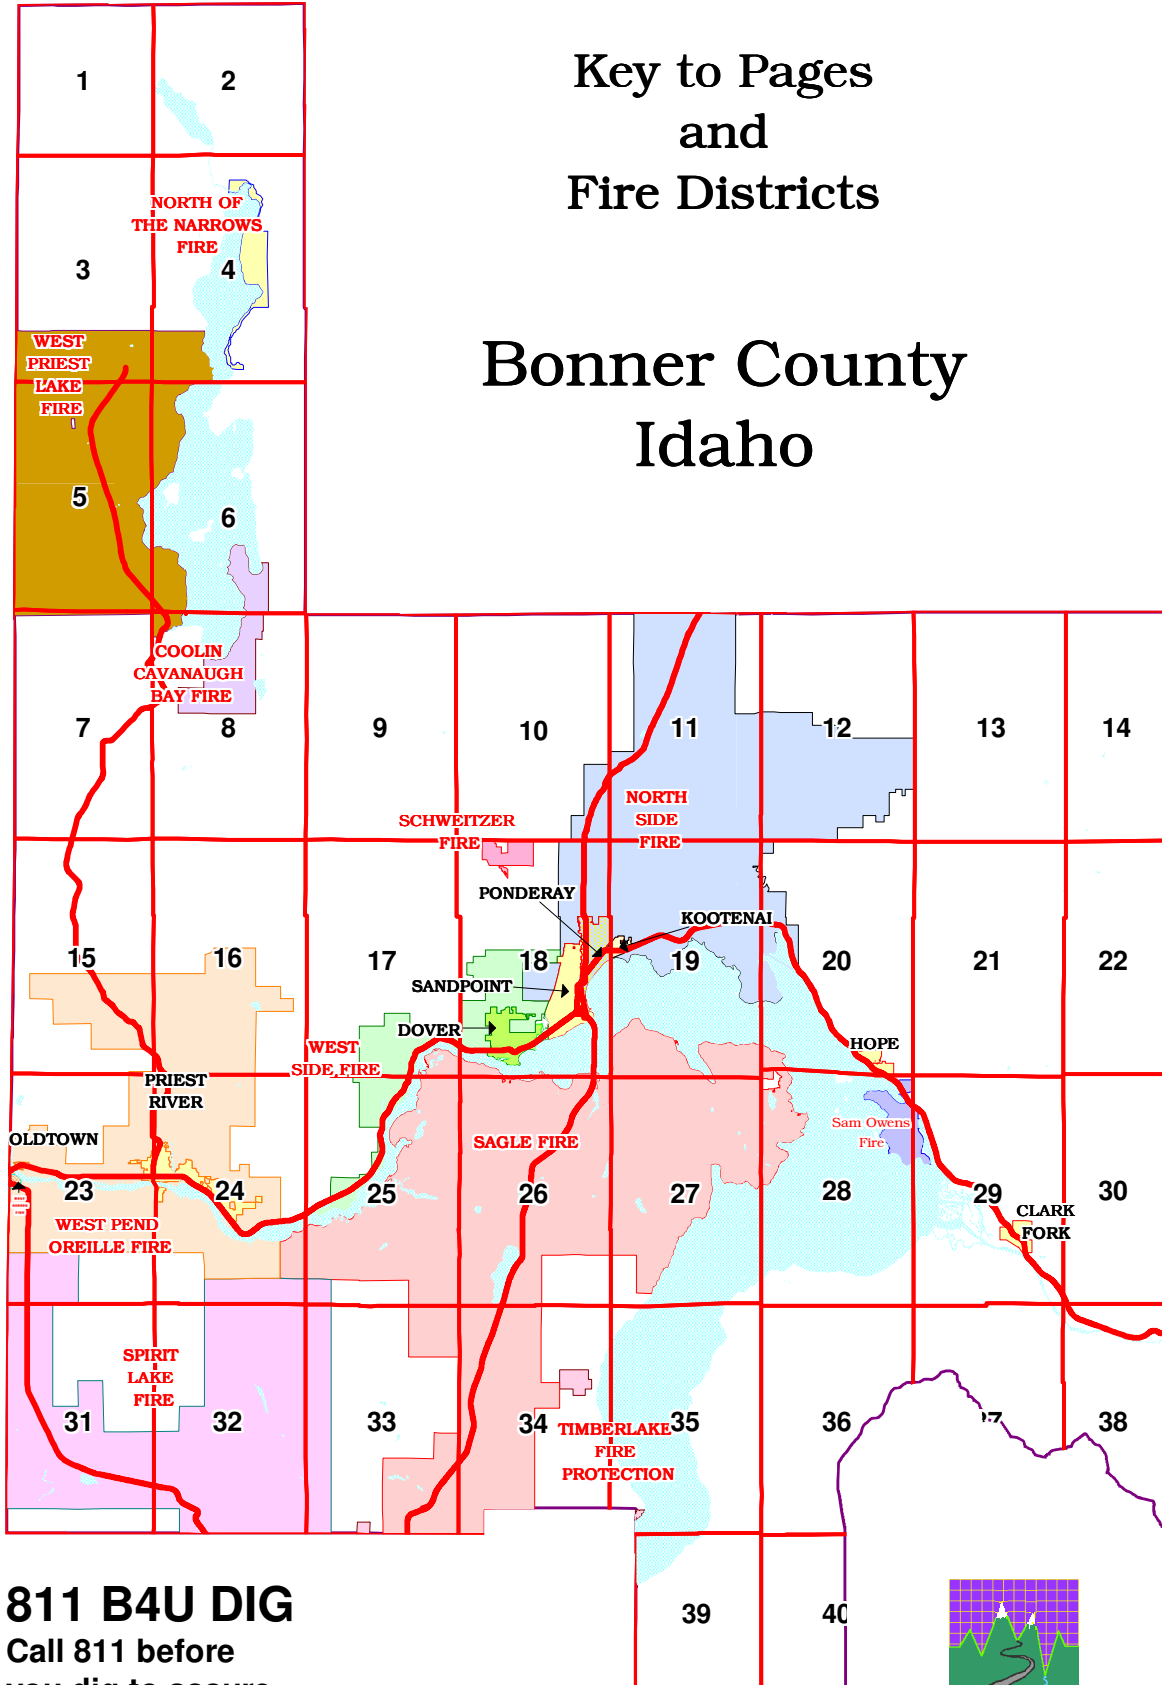 Key to Pages
and
Fire Districts
Bonner County
Idaho
1
2
NORTH OF
THE NARROWS
FIRE
3
4
WEST
PRIEST
LAKE
FIRE
5
6
COOLIN
CAVANAUGH
BAY FIRE
7
8
9
10
11
12
13
14
NORTH
SIDE
FIRE
SCHWEITZER
FIRE
PONDERAY
KOOTENAI
15
16
17
18
19
20
21
22
SANDPOINT
DOVER
HOPE
WEST
SIDE FIRE
PRIEST
RIVER
OLDTOWN
SAGLE FIRE
Sam Owens
Fire
23
24
25
26
27
28
29
30
CLARK
FORK
WEST PEND
OREILLE FIRE
SPIRIT
LAKE
FIRE
31
32
33
34
35
36
38
TIMBERLAKE
FIRE
PROTECTION
39
40
811 B4U DIG
Call 811 before
you dig to assure